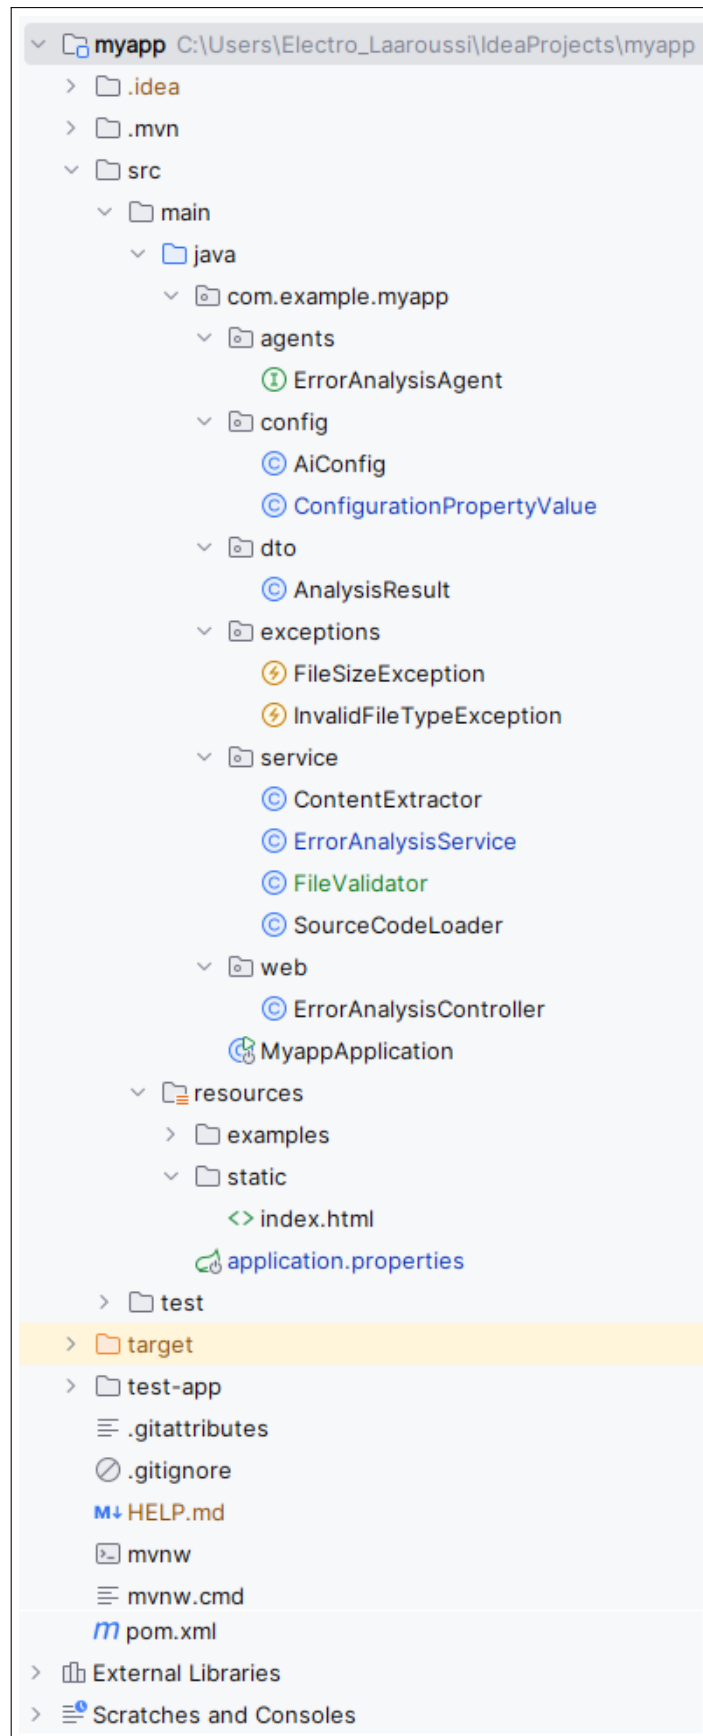 myapp C:\Users\Electro_Laaroussi\IdeaProjects\myapp
.idea
.mvn
src
main
java
com.example.myapp
agents
ErrorAnalysisAgent
config
AiConfig
ConfigurationPropertyValue
dto
AnalysisResult
exceptions
FileSizeException
InvalidFileTypeException
service
ContentExtractor
ErrorAnalysisService
FileValidator
SourceCodeLoader
web
ErrorAnalysisController
MyappApplication
resources
examples
static
index.html
application.properties
test
target
test-app
.gitattributes
.gitignore
HELP.md
mvnw
mvnw.cmd
pom.xml
External Libraries
Scratches and Consoles